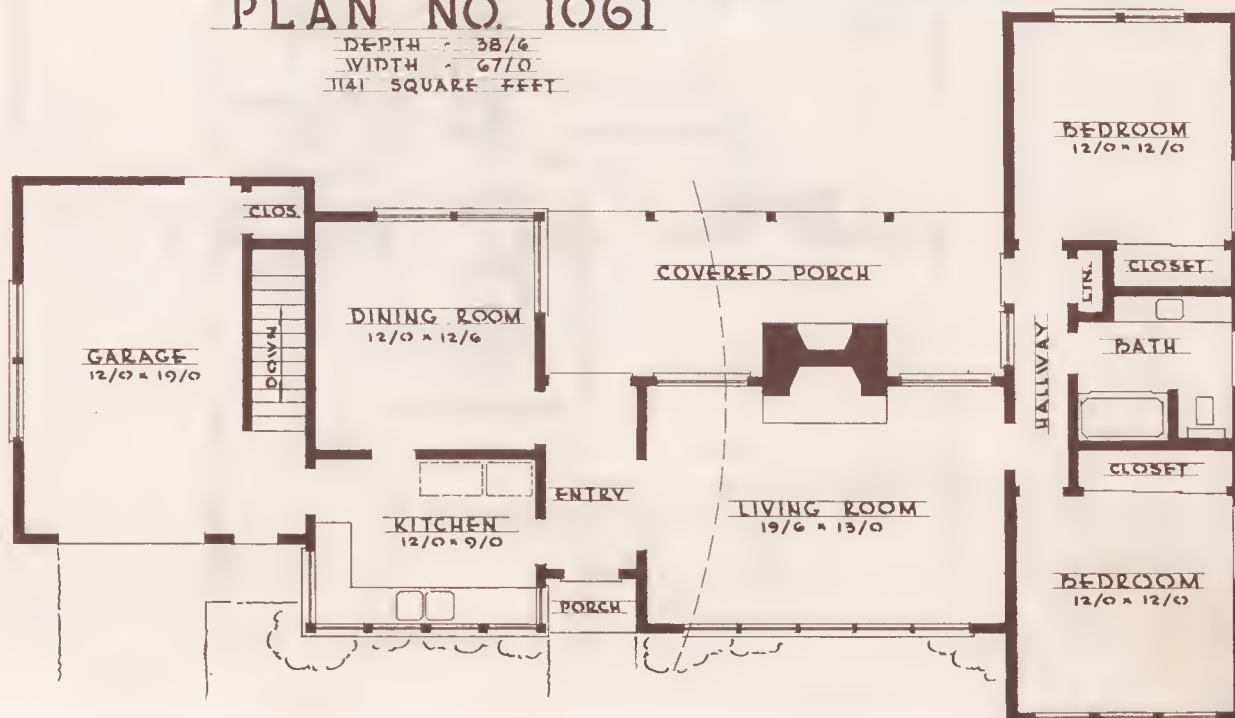 PLAN NO. 1061
DEPTH - 38/6
WIDTH - 67/0
1141 SQUARE FEET
BEDROOM
12/0 × 12/0
CLOS.
COVERED PORCH
LIN.
CLOSET
DINING ROOM
12/0 × 12/6
GARAGE
12/0 × 19/0
DOWN
HALLWAY
BATH
CLOSET
ENTRY
LIVING ROOM
19/6 × 13/0
KITCHEN
12/0 × 9/0
PORCH
BEDROOM
12/0 × 12/0